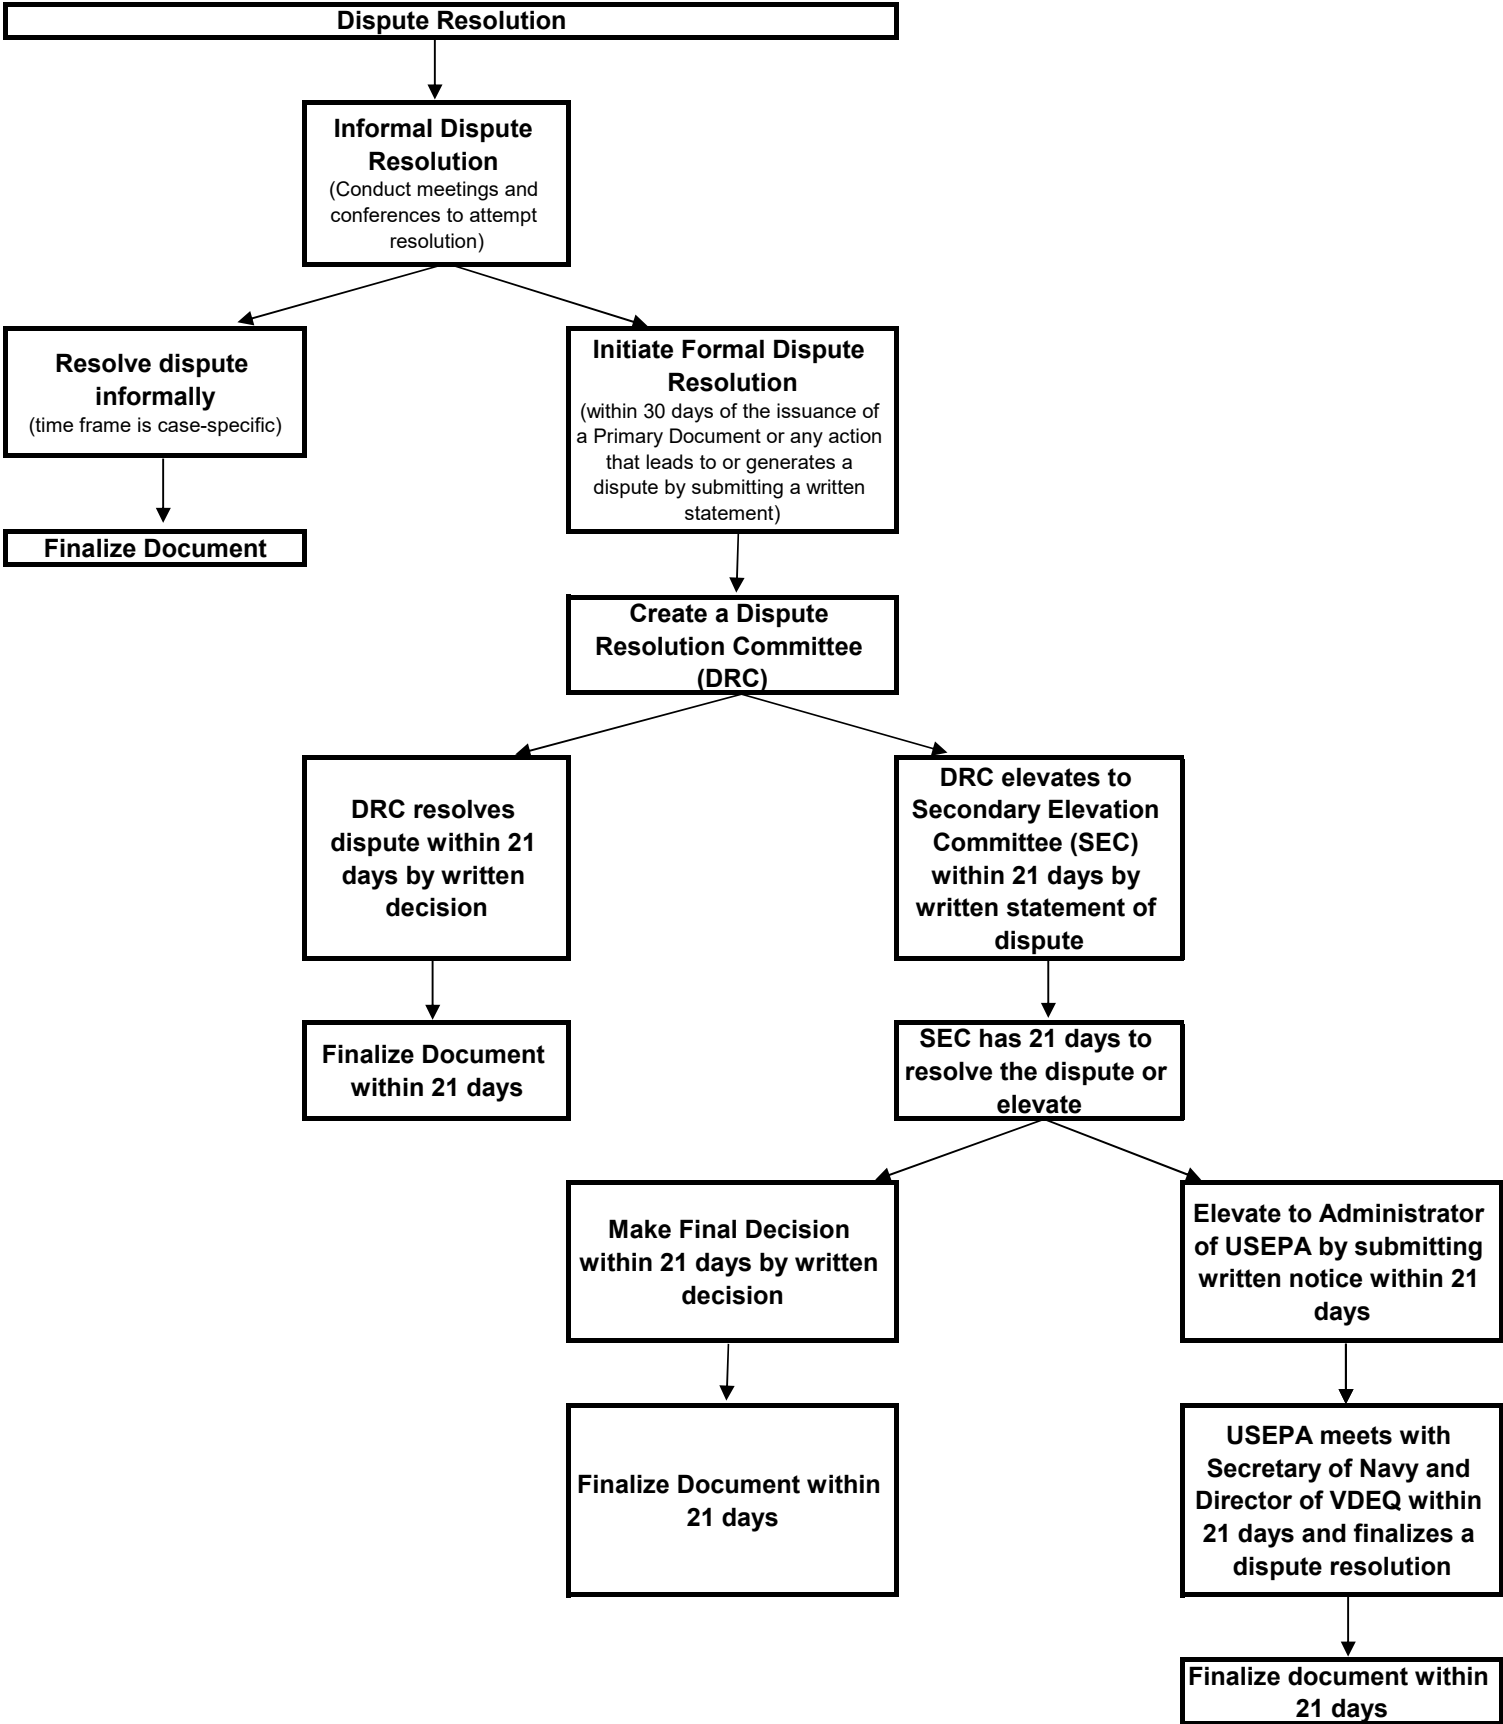 Dispute Resolution
Informal Dispute
Resolution
(Conduct meetings and
conferences to attempt
resolution)
Resolve dispute
informally
(time frame is case-specific)
Initiate Formal Dispute
Resolution
(within 30 days of the issuance of
a Primary Document or any action
that leads to or generates a
dispute by submitting a written
statement)
Finalize Document
Create a Dispute
Resolution Committee
(DRC)
DRC resolves
dispute within 21
days by written
decision
DRC elevates to
Secondary Elevation
Committee (SEC)
within 21 days by
written statement of
dispute
Finalize Document
within 21 days
SEC has 21 days to
resolve the dispute or
elevate
Make Final Decision
within 21 days by written
decision
Elevate to Administrator
of USEPA by submitting
written notice within 21
days
Finalize Document within
21 days
USEPA meets with
Secretary of Navy and
Director of VDEQ within
21 days and finalizes a
dispute resolution
Finalize document within
21 days